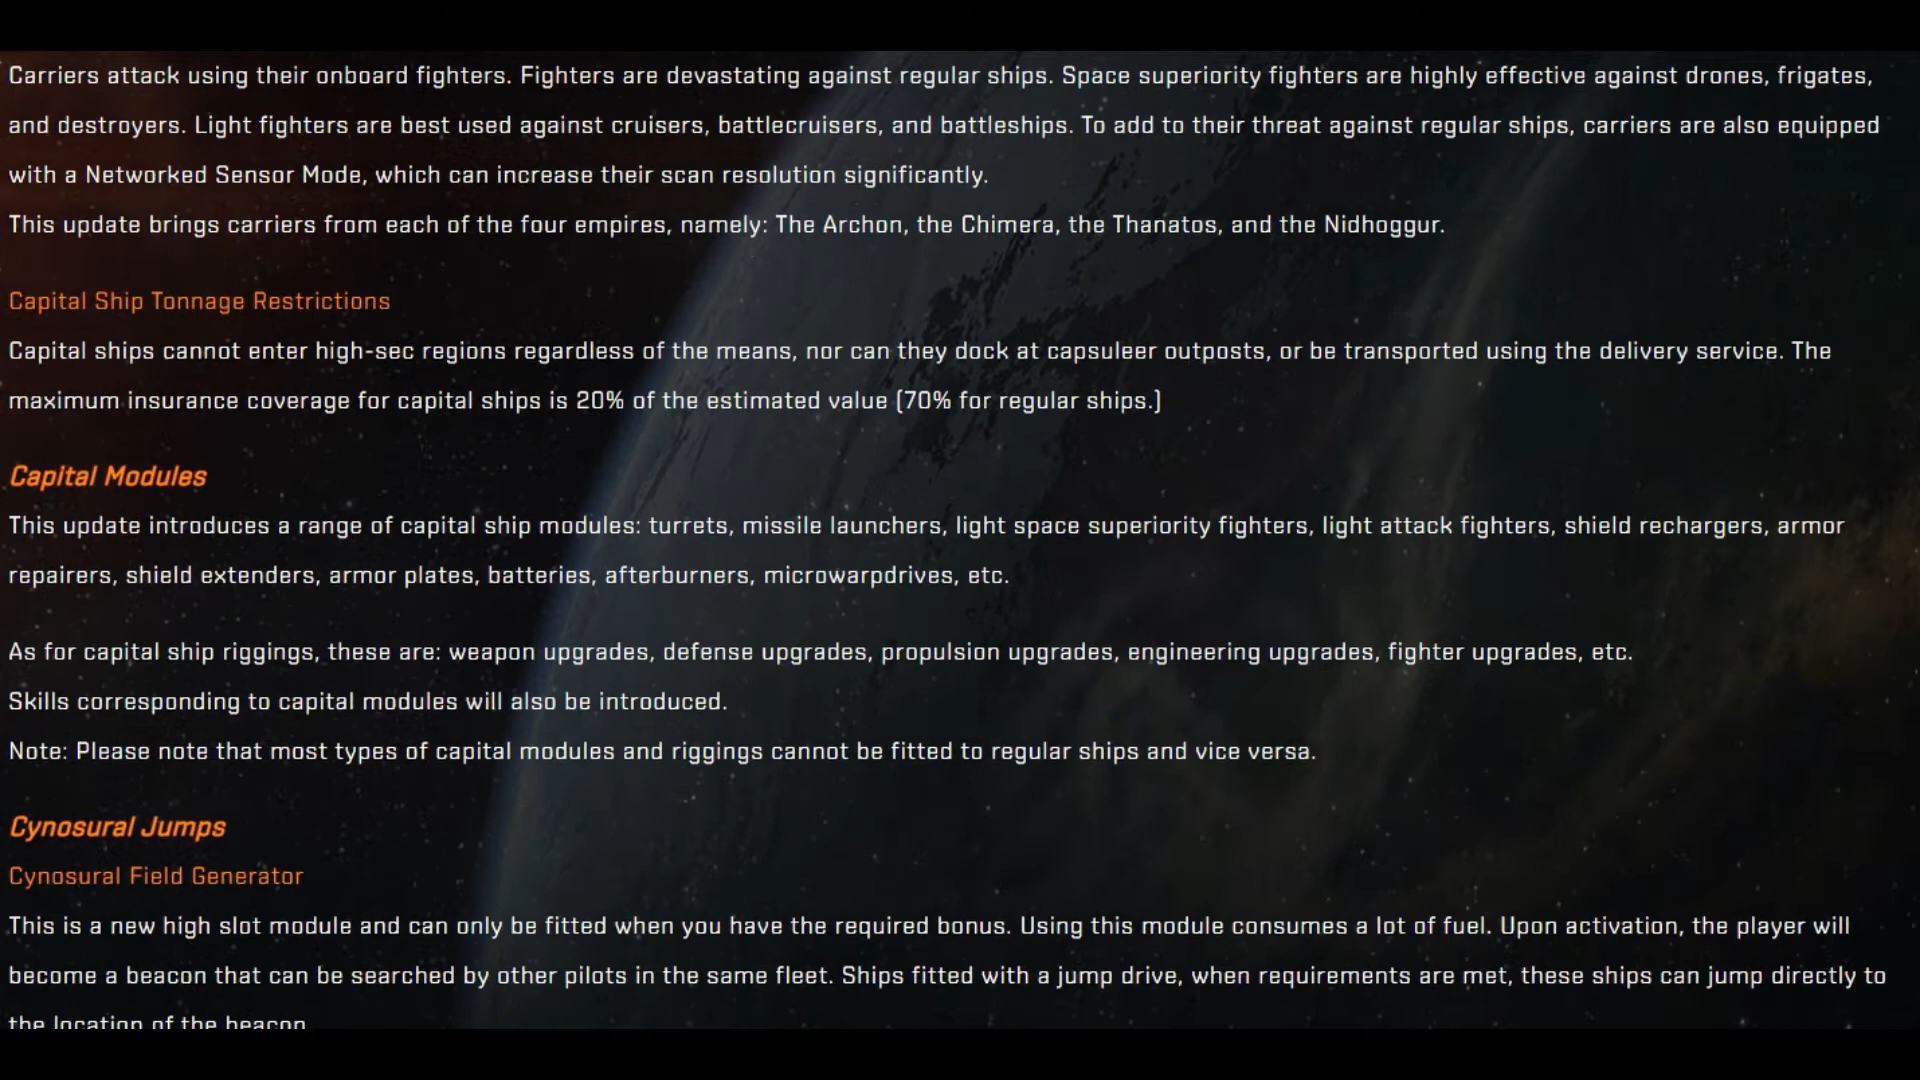 Carriers attack using their onboard fighters. Fighters are devastating against regular ships. Space superiority fighters are highly effective against drones, frigates,
and destroyers. Light fighters are best used against cruisers, battlecruisers, and battleships. To add to their threat against regular ships, carriers are also equipped
with a Networked Sensor Mode, which can increase their scan resolution significantly.
This update brings carriers from each of the four empires, namely: The Archon, the Chimera, the Thanatos, and the Nidhoggur.
Capital Ship Tonnage Restrictions
Capital ships cannot enter high-sec regions regardless of the means, nor can they dock at capsuleer outposts, or be transported using the delivery service. The
maximum insurance coverage for capital ships is 20% of the estimated value (70% for regular ships.)
Capital Modules
This update introduces a range of capital ship modules: turrets, missile launchers, light space superiority fighters, light attack fighters, shield rechargers, armor
repairers, shield extenders, armor plates, batteries, afterburners, microwarpdrives, etc.
As for capital ship riggings, these are: weapon upgrades, defense upgrades, propulsion upgrades, engineering upgrades, fighter upgrades, etc.
Skills corresponding to capital modules will also be introduced.
Note: Please note that most types of capital modules and riggings cannot be fitted to regular ships and vice versa.
Cynosural Jumps
Cynosural Field Generator
This is a new high slot module and can only be fitted when you have the required bonus. Using this module consumes a lot of fuel. Upon activation, the player will
become a beacon that can be searched by other pilots in the same fleet. Ships fitted with a jump drive, when requirements are met, these ships can jump directly to
the location of the beacon